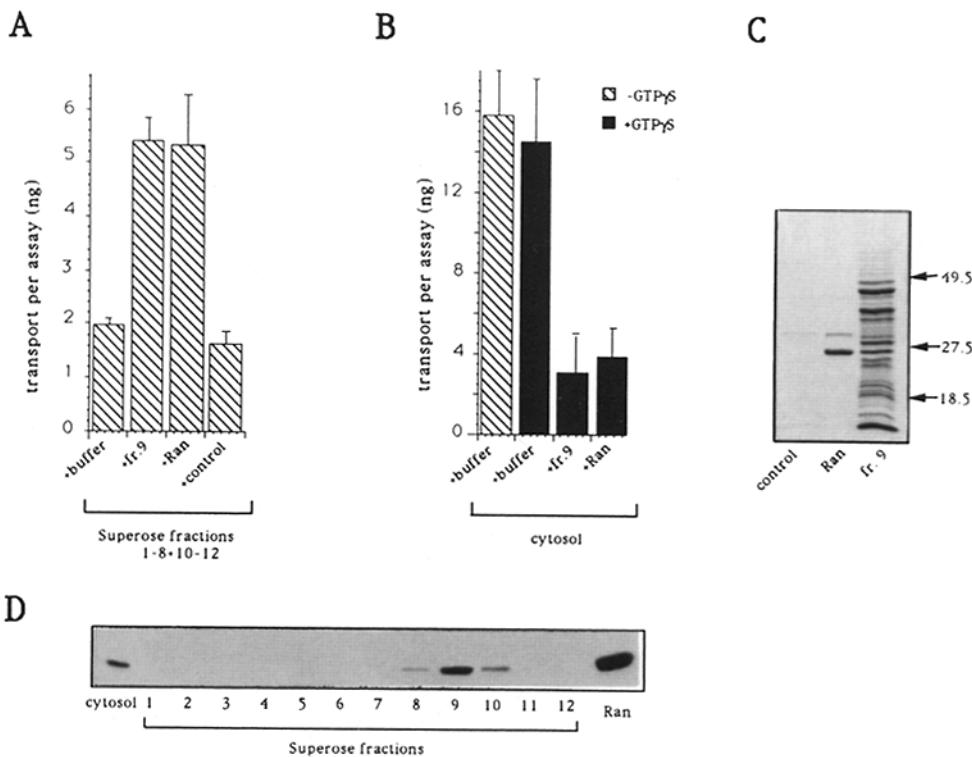 A
transport per assay (ng)
6
5
4
3
2
1
0
+buffer
+fr.9
+Ran
+control
Superose fractions
1-8+10-12
B
transport per assay (ng)
16
12
8
4
0
-GTPγS
+GTPγS
+buffer
+buffer
+fr.9
+Ran
cytosol
C
49.5
27.5
18.5
control
Ran
fr. 9
D
cytosol 1 2 3 4 5 6 7 8 9 10 11 12 Ran
Superose fractions